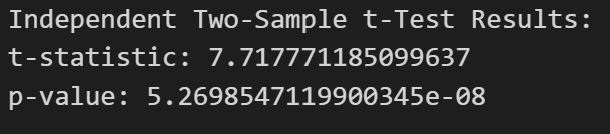 Independent Two-Sample t-Test Results:
t-statistic: 7.717771185099637
p-value: 5.2698547119900345e-08